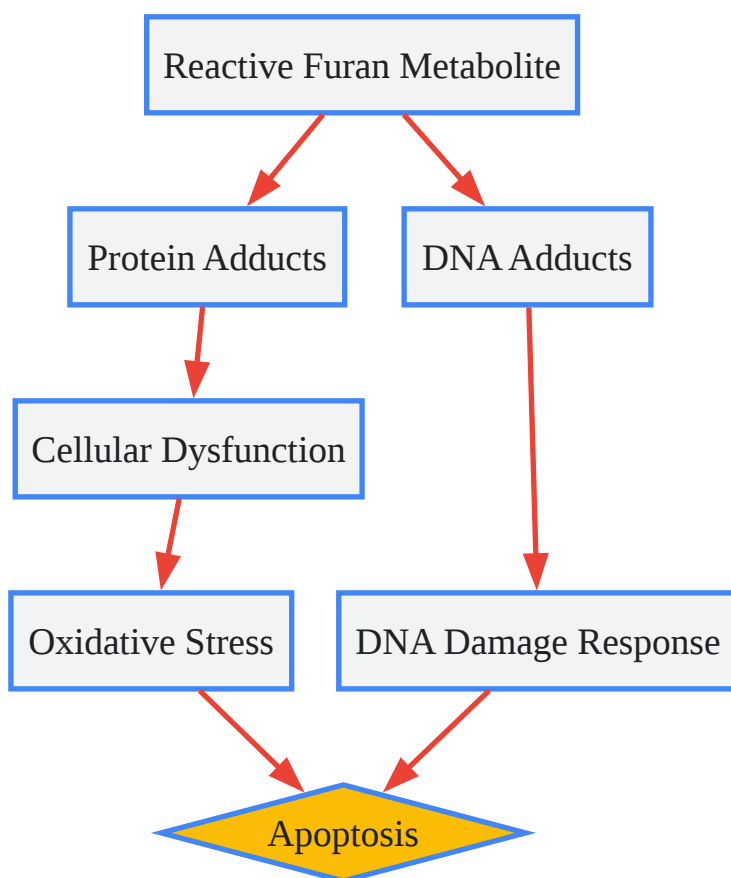 Reactive Furan Metabolite
Protein Adducts
DNA Adducts
Cellular Dysfunction
Oxidative Stress
DNA Damage Response
Apoptosis